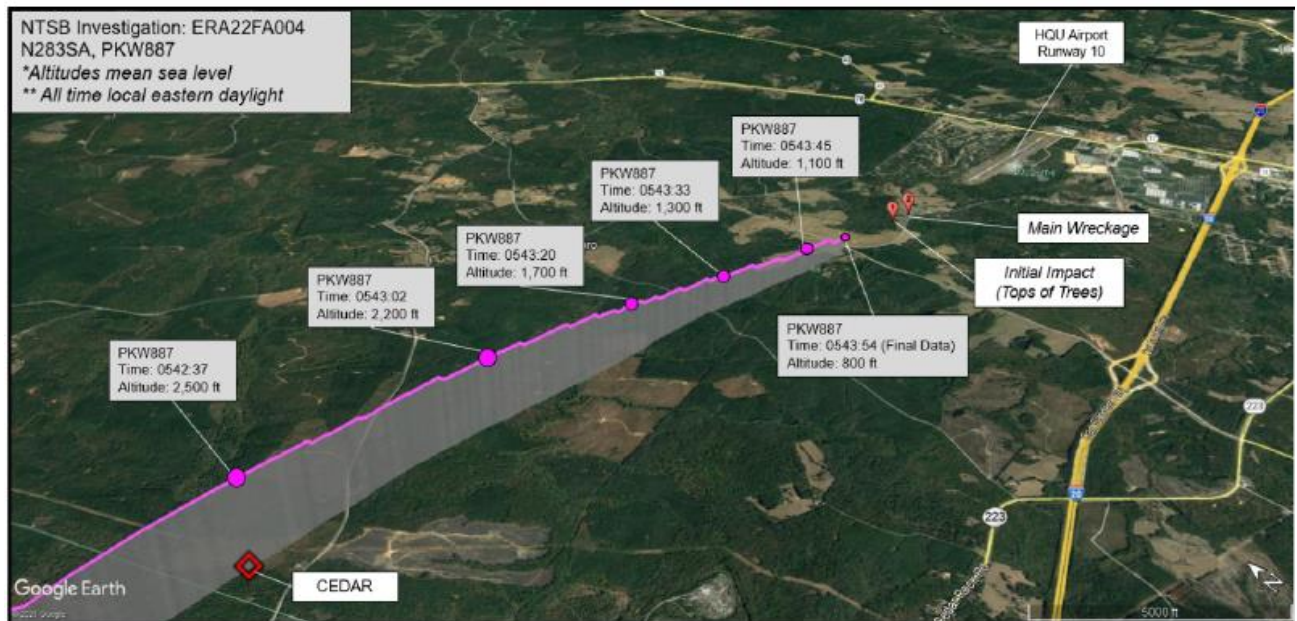 NTSB Investigation: ERA22FA004
N283SA, PKW887
*Altitudes mean sea level
** All time local eastern daylight
HQU Airport
Runway 10
PKW887
Time: 0543:45
Altitude: 1,100 ft
PKW887
Time: 0543:33
Altitude: 1,300 ft
PKW887
Time: 0543:20
Altitude: 1,700 ft
PKW887
Time: 0543:02
Altitude: 2,200 ft
PKW887
Time: 0542:37
Altitude: 2,500 ft
Main Wreckage
Initial Impact
(Tops of Trees)
PKW887
Time: 0543:54 (Final Data)
Altitude: 800 ft
223
20
223
CEDAR
Google Earth
N
5000 ft